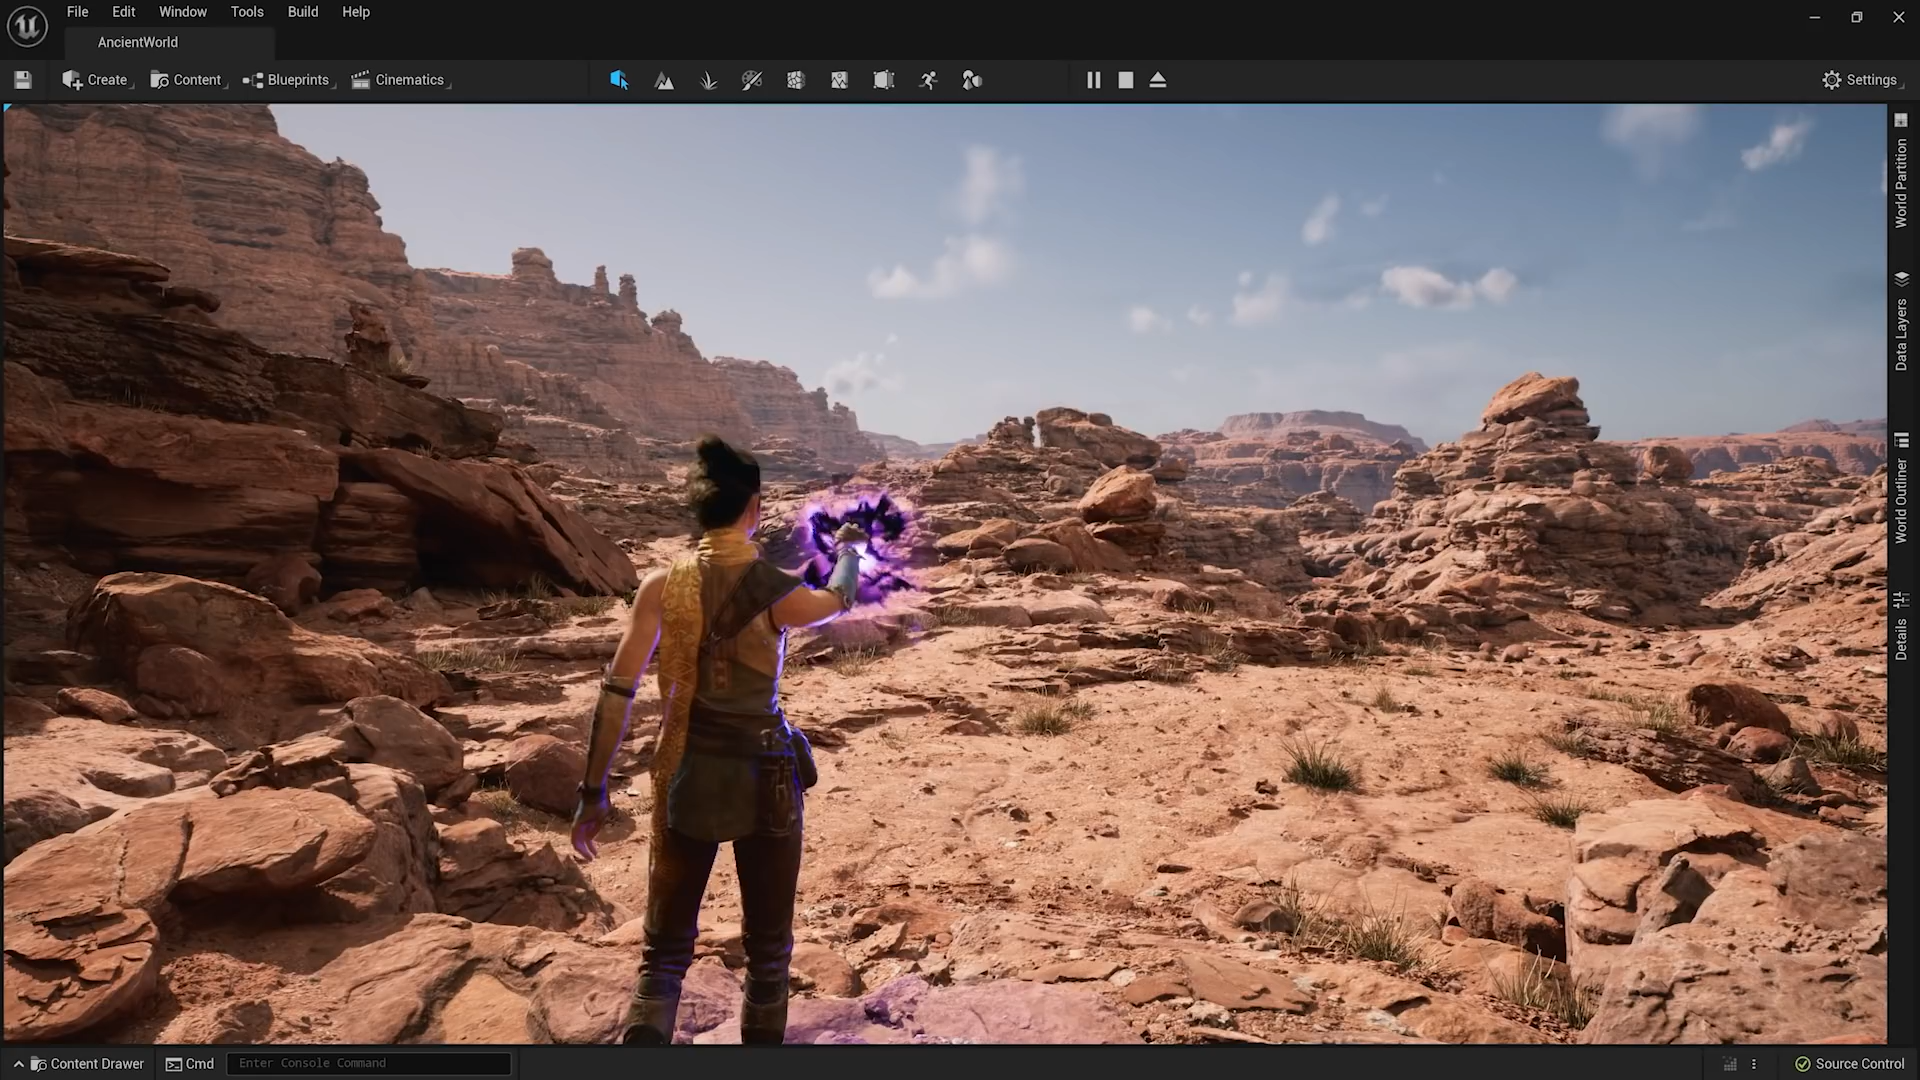 File Edit Window Tools Build Help
AncientWorld
Create Content Blueprints Cinematics Settings
World Partition
Data Layers
World Outliner
Details
Content Drawer Cmd Enter Console Command Source Control